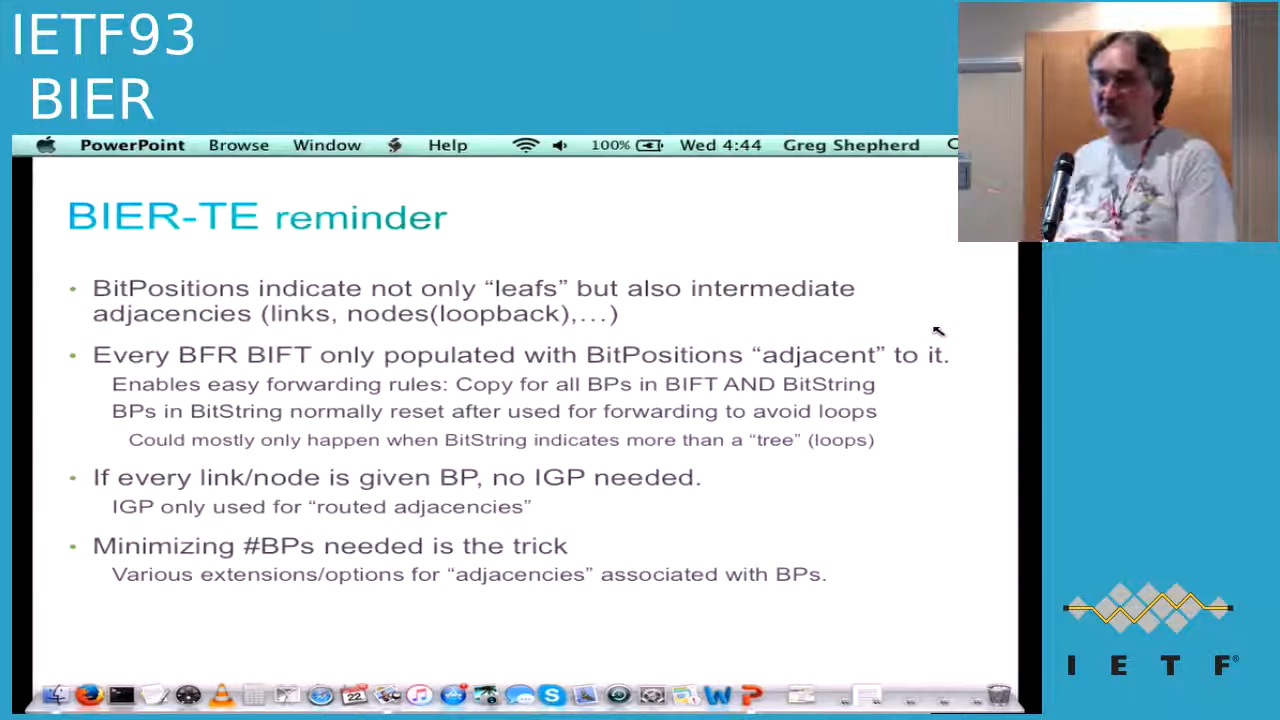 IETF93
BIER
PowerPoint Browse Window Help 100% Wed 4:44 Greg Shepherd
BIER-TE reminder
• BitPositions indicate not only “leafs” but also intermediate
adjacencies (links, nodes(loopback),…)
• Every BFR BIFT only populated with BitPositions “adjacent” to it.
Enables easy forwarding rules: Copy for all BPs in BIFT AND BitString
BPs in BitString normally reset after used for forwarding to avoid loops
Could mostly only happen when BitString indicates more than a “tree” (loops)
• If every link/node is given BP, no IGP needed.
IGP only used for “routed adjacencies”
• Minimizing #BPs needed is the trick
Various extensions/options for “adjacencies” associated with BPs.
22
I E T F®